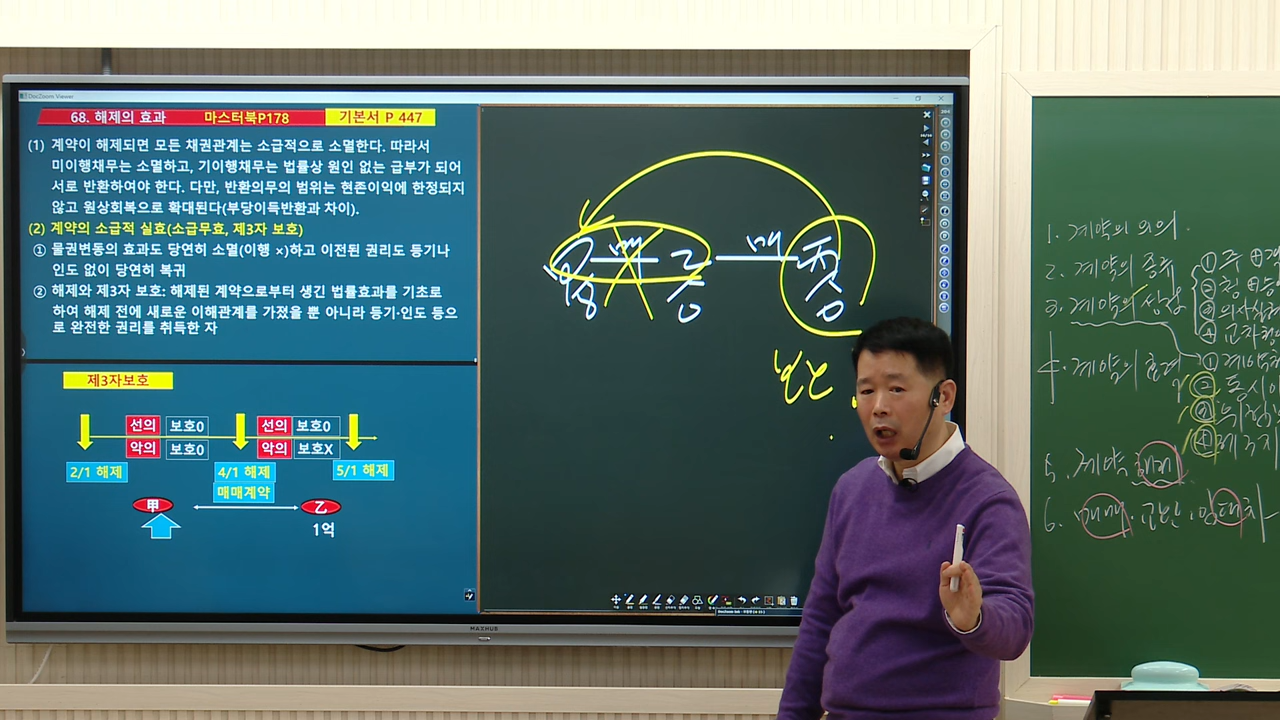 DocZoom Viewer
68. 해제의 효과 마스터북P178 기본서 P 447
(1) 계약이 해제되면 모든 채권관계는 소급적으로 소멸한다. 따라서
미이행채무는 소멸하고, 기이행채무는 법률상 원인 없는 급부가 되어
서로 반환하여야 한다. 다만, 반환의무의 범위는 현존이익에 한정되지
않고 원상회복으로 확대된다(부당이득반환과 차이).
(2) 계약의 소급적 실효(소급무효, 제3자 보호)
① 물권변동의 효과도 당연히 소멸(이행 ×)하고 이전된 권리도 등기나
인도 없이 당연히 복귀
② 해제와 제3자 보호: 해제된 계약으로부터 생긴 법률효과를 기초로
하여 해제 전에 새로운 이해관계를 가졌을 뿐 아니라 등기·인도 등으
로 완전한 권리를 취득한 자
제3자보호
선의 보호0 선의 보호0
악의 보호0 악의 보호X
2/1 해제 4/1 해제 5/1 해제
매매계약
甲 乙
1억
매 乙 매 丙
MAXHUB
1. 계약의 의의
2. 계약의 종류
3. 계약의 성립
4. 계약의 효력
5. 계약 해제
6. 매매·교환·임대차